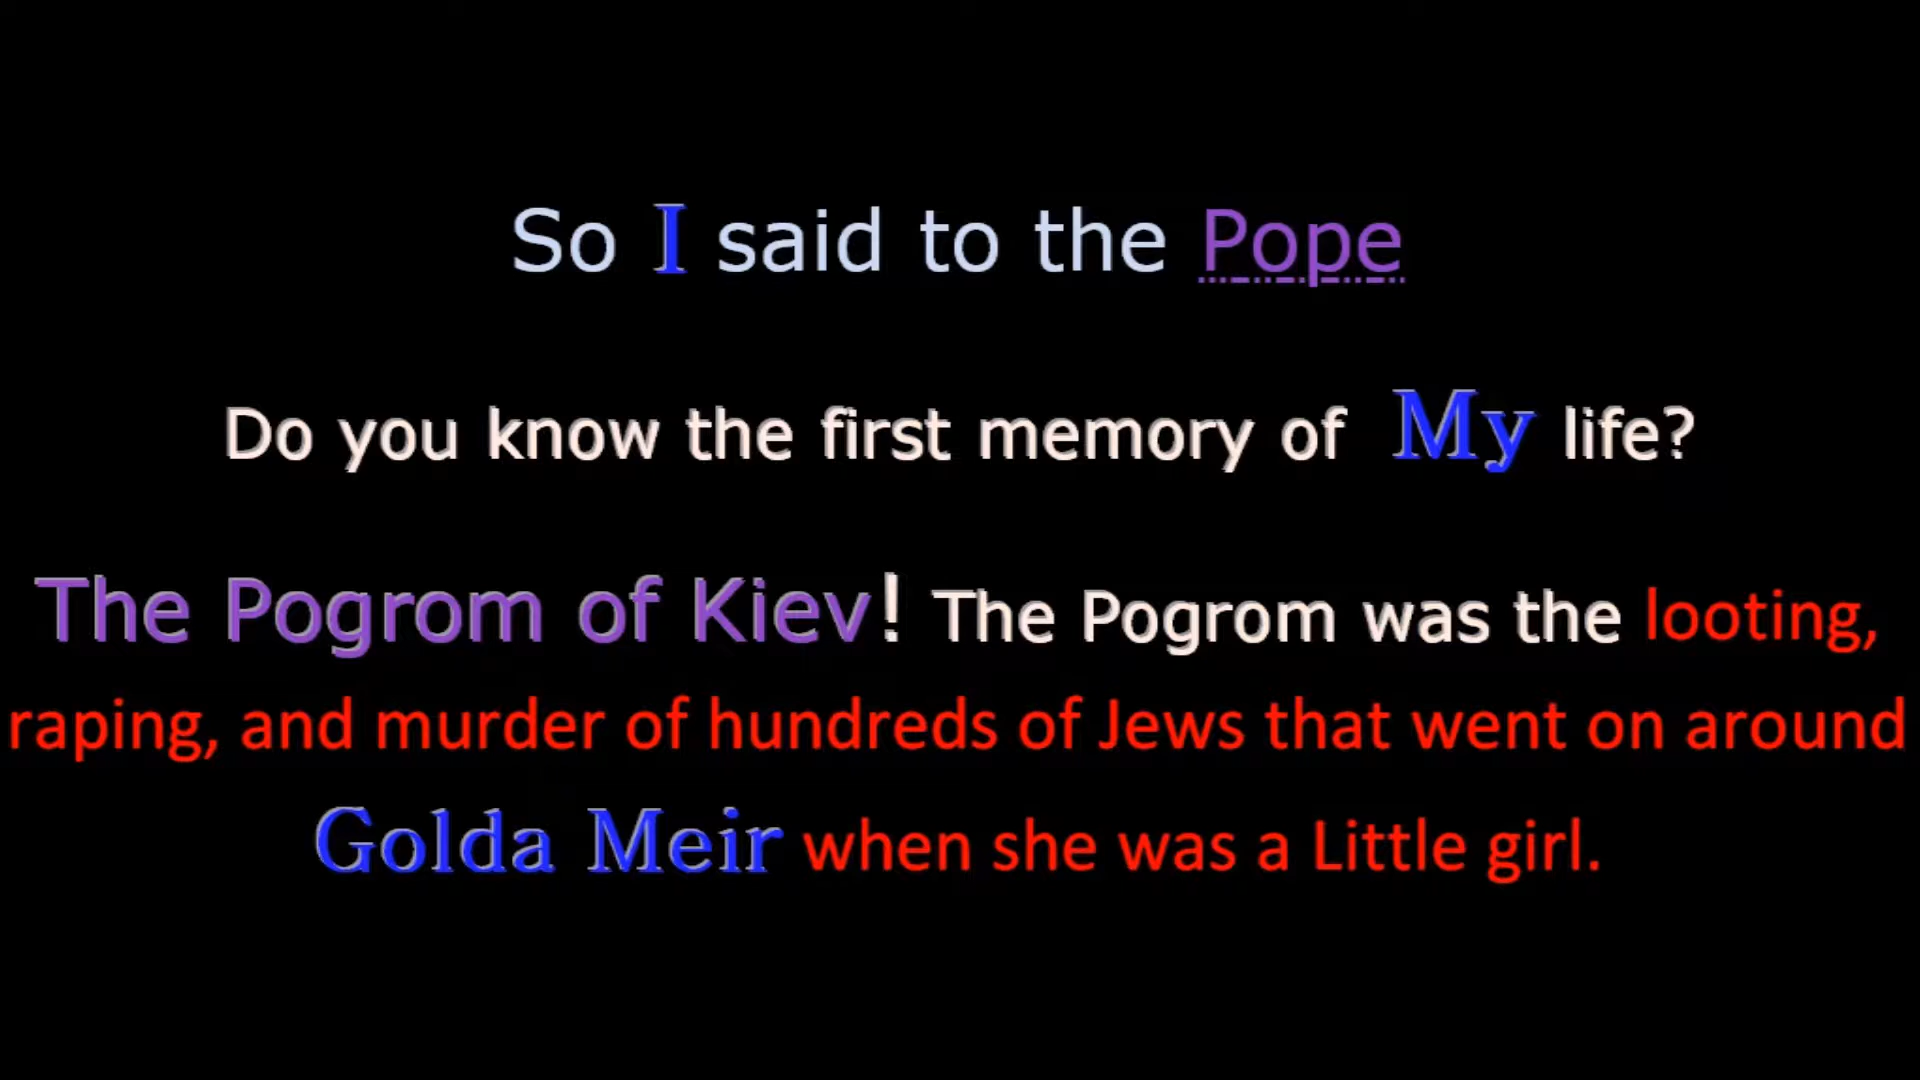 So I said to the Pope
Do you know the first memory of My life?
The Pogrom of Kiev! The Pogrom was the looting,
raping, and murder of hundreds of Jews that went on around
Golda Meir when she was a Little girl.